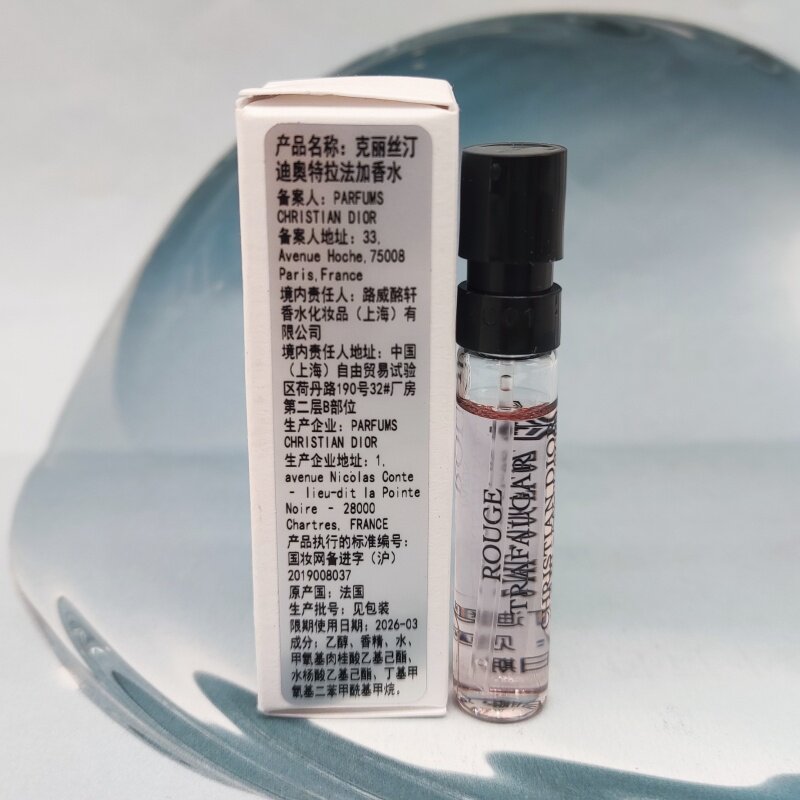 产品名称：克丽丝汀
迪奥特拉法加香水
备案人：PARFUMS
CHRISTIAN DIOR
备案人地址：33,
Avenue Hoche,75008
Paris,France
境内责任人：路威酩轩
香水化妆品（上海）有
限公司
境内责任人地址：中国
（上海）自由贸易试验
区荷丹路190号32#厂房
第二层B部位
生产企业：PARFUMS
CHRISTIAN DIOR
生产企业地址：1,
avenue Nicolas Conte
- lieu-dit la Pointe
Noire - 28000
Chartres, FRANCE
产品执行的标准编号：
国妆网备进字（沪）
2019008037
原产国：法国
生产批号：见包装
限期使用日期：2026-03
成分：乙醇、香精、水、
甲氧基肉桂酸乙基己酯、
水杨酸乙基己酯、丁基甲
氧基二苯甲酰基甲烷。
ROUGE
TRAFALGAR
CHRISTIAN DIOR